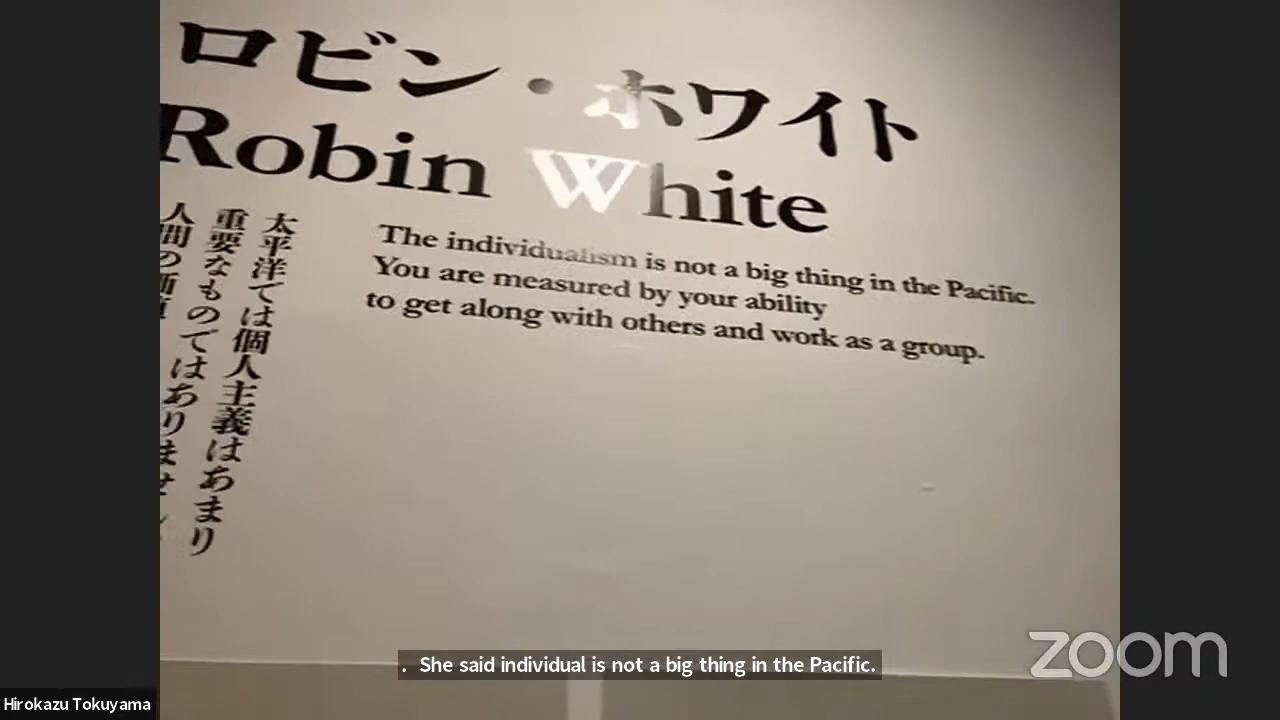 ロビン・ホワイト
Robin White
The individualism is not a big thing in the Pacific.
You are measured by your ability
to get along with others and work as a group.
太平洋では個人主義はあまり
重要なものではありません
人間の価値
. She said individual is not a big thing in the Pacific.
zoom
Hirokazu Tokuyama